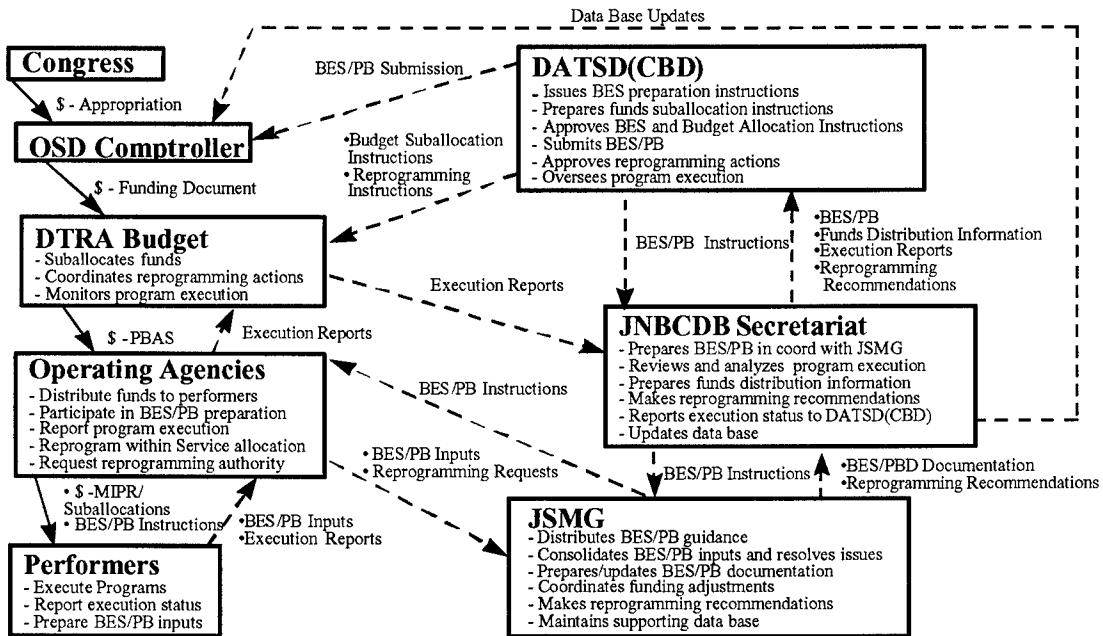 Data Base Updates
Congress
$ - Appropriation
BES/PB Submission
OSD Comptroller
$ - Funding Document
•Budget Suballocation
Instructions
• Reprogramming
Instructions
DATSD(CBD)
- Issues BES preparation instructions
- Prepares funds suballocation instructions
- Approves BES and Budget Allocation Instructions
- Submits BES/PB
- Approves reprogramming actions
- Oversees program execution
DTRA Budget
- Suballocates funds
- Coordinates reprogramming actions
- Monitors program execution
BES/PB Instructions
•BES/PB
•Funds Distribution Information
•Execution Reports
•Reprogramming
Recommendations
Execution Reports
$ -PBAS
Execution Reports
JNBCDB Secretariat
- Prepares BES/PB in coord with JSMG
- Reviews and analyzes program execution
- Prepares funds distribution information
- Makes reprogramming recommendations
- Reports execution status to DATSD(CBD)
- Updates data base
Operating Agencies
- Distribute funds to performers
- Participate in BES/PB preparation
- Report program execution
- Reprogram within Service allocation
- Request reprogramming authority
BES/PB Instructions
• BES/PB Inputs
• Reprogramming Requests
BES/PB Instructions
•BES/PBD Documentation
•Reprogramming Recommendations
• $ -MIPR/
Suballocations
• BES/PB Instructions
•BES/PB Inputs
•Execution Reports
Performers
- Execute Programs
- Report execution status
- Prepare BES/PB inputs
JSMG
- Distributes BES/PB guidance
- Consolidates BES/PB inputs and resolves issues
- Prepares/updates BES/PB documentation
- Coordinates funding adjustments
- Makes reprogramming recommendations
- Maintains supporting data base